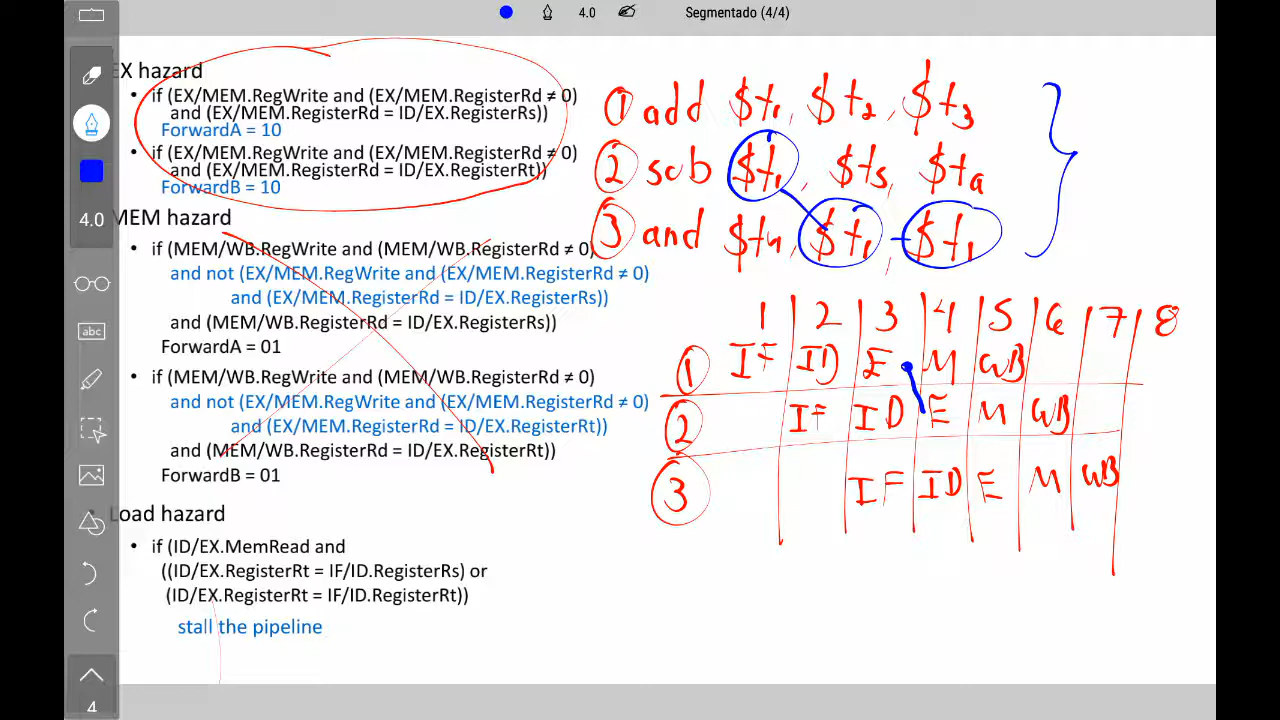 4.0 Segmentado (4/4)
EX hazard
• if (EX/MEM.RegWrite and (EX/MEM.RegisterRd ≠ 0)
and (EX/MEM.RegisterRd = ID/EX.RegisterRs))
ForwardA = 10
• if (EX/MEM.RegWrite and (EX/MEM.RegisterRd ≠ 0)
and (EX/MEM.RegisterRd = ID/EX.RegisterRt))
ForwardB = 10
4.0
MEM hazard
• if (MEM/WB.RegWrite and (MEM/WB.RegisterRd ≠ 0)
and not (EX/MEM.RegWrite and (EX/MEM.RegisterRd ≠ 0)
and (EX/MEM.RegisterRd = ID/EX.RegisterRs))
and (MEM/WB.RegisterRd = ID/EX.RegisterRs))
ForwardA = 01
abc
• if (MEM/WB.RegWrite and (MEM/WB.RegisterRd ≠ 0)
and not (EX/MEM.RegWrite and (EX/MEM.RegisterRd ≠ 0)
and (EX/MEM.RegisterRd = ID/EX.RegisterRt))
and (MEM/WB.RegisterRd = ID/EX.RegisterRt))
ForwardB = 01
• Load hazard
• if (ID/EX.MemRead and
((ID/EX.RegisterRt = IF/ID.RegisterRs) or
(ID/EX.RegisterRt = IF/ID.RegisterRt))
stall the pipeline
4
1 add $t1, $t2, $t3
2 sub $t1, $t5, $ta
3 and $t4, $t1, $t1
1 2 3 4 5 6 7 8
1 IF ID E M WB
2 IF ID E M WB
3 IF ID E M WB